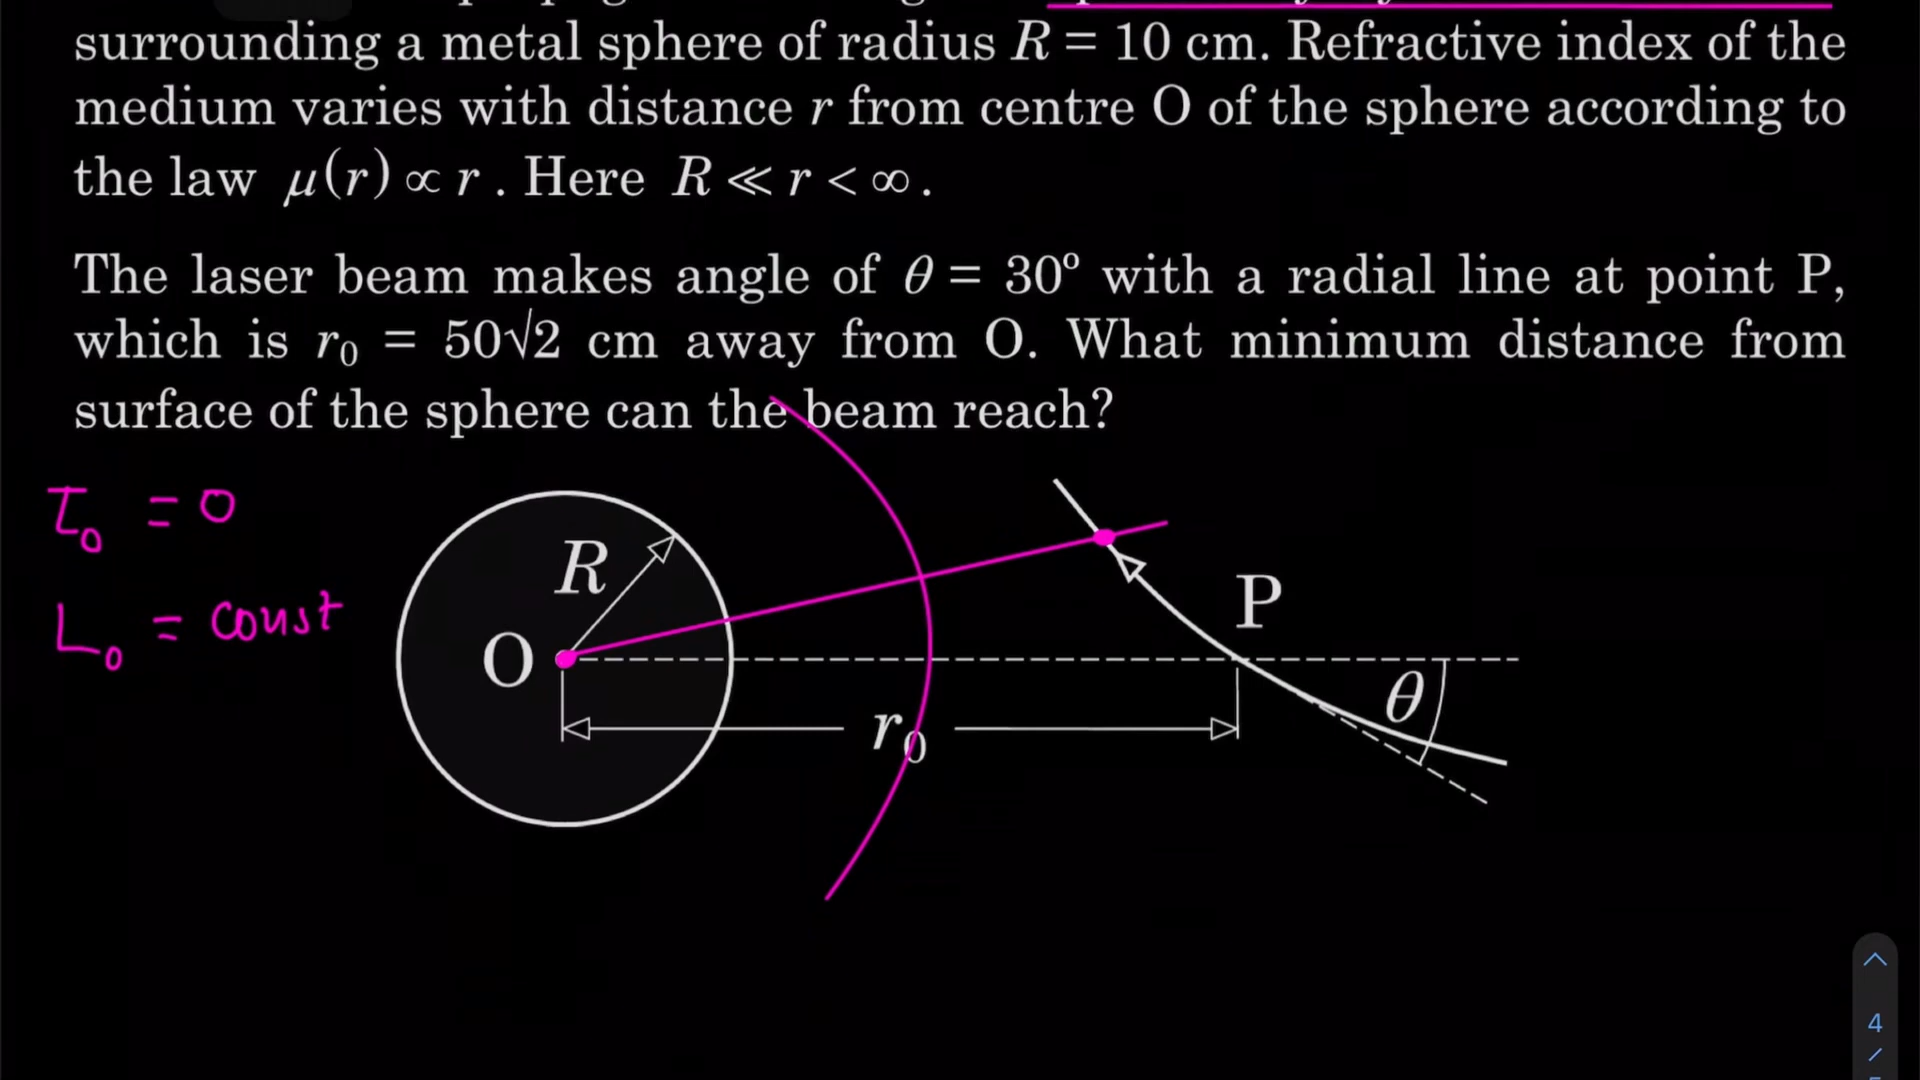 surrounding a metal sphere of radius R = 10 cm. Refractive index of the
medium varies with distance r from centre O of the sphere according to
the law μ(r) ∝ r . Here R ≪ r < ∞ .
The laser beam makes angle of θ = 30º with a radial line at point P,
which is r₀ = 50√2 cm away from O. What minimum distance from
surface of the sphere can the beam reach?
τ₀ = 0
L₀ = const
R
O
P
θ
r₀
4
/